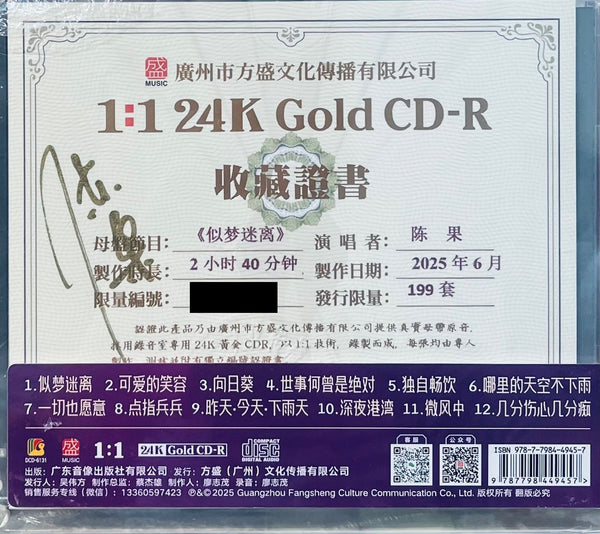 盛
MUSIC
廣州市方盛文化傳播有限公司
1:1 24K Gold CD-R
收藏證書
母盤節目：《似梦迷离》 演唱者：陈 果
製作時長：2小时40分钟 製作日期：2025年6月
限量編號： 发行限量：199套
認證此產品乃由廣州市方盛文化傳播有限公司提供真實母帶原音，
採用錄音室專用24K黃金CDR，以1:1技術，錄製而成，每張均由專人
1.似梦迷离 2.可爱的笑容 3.向日葵 4.世事何曾是绝对 5.独自畅饮 6.哪里的天空不下雨
7.一切也愿意 8.点指兵兵 9.昨天·今天·下雨天 10.深夜港湾 11.微风中 12.几分伤心几分痴
DCD-6131
盛
MUSIC
1:1
24K Gold CD-R
COMPACT
disc
DIGITAL AUDIO
客服
公众号
ISBN 978-7-7984-4945-7
9 787798 449457 >
出版：广东音像出版社有限公司 发行：方盛（广州）文化传播有限公司
发行人：吴伟方 制作总监：蔡杰雄 制作人：廖志茂 录音：廖志茂
销售服务专线（微信）：13360597423 ℗&©2025 Guangzhou Fangsheng Culture Communication Co., Ltd. 版权所有 翻版必究